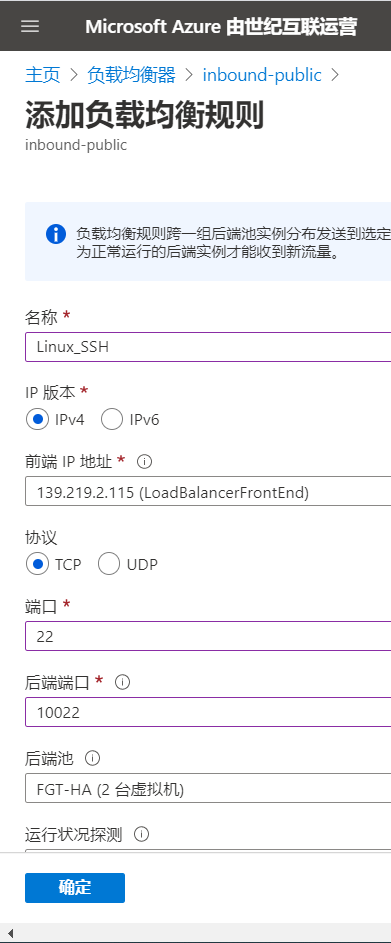 Microsoft Azure 由世纪互联运营
主页 > 负载均衡器 > inbound-public >
添加负载均衡规则
inbound-public
负载均衡规则跨一组后端池实例分布发送到选定
为正常运行的后端实例才能收到新流量。
名称 *
Linux_SSH
IP 版本 *
IPv4 IPv6
前端 IP 地址 *
139.219.2.115 (LoadBalancerFrontEnd)
协议
TCP UDP
端口 *
22
后端端口 *
10022
后端池
FGT-HA (2 台虚拟机)
运行状况探测
确定